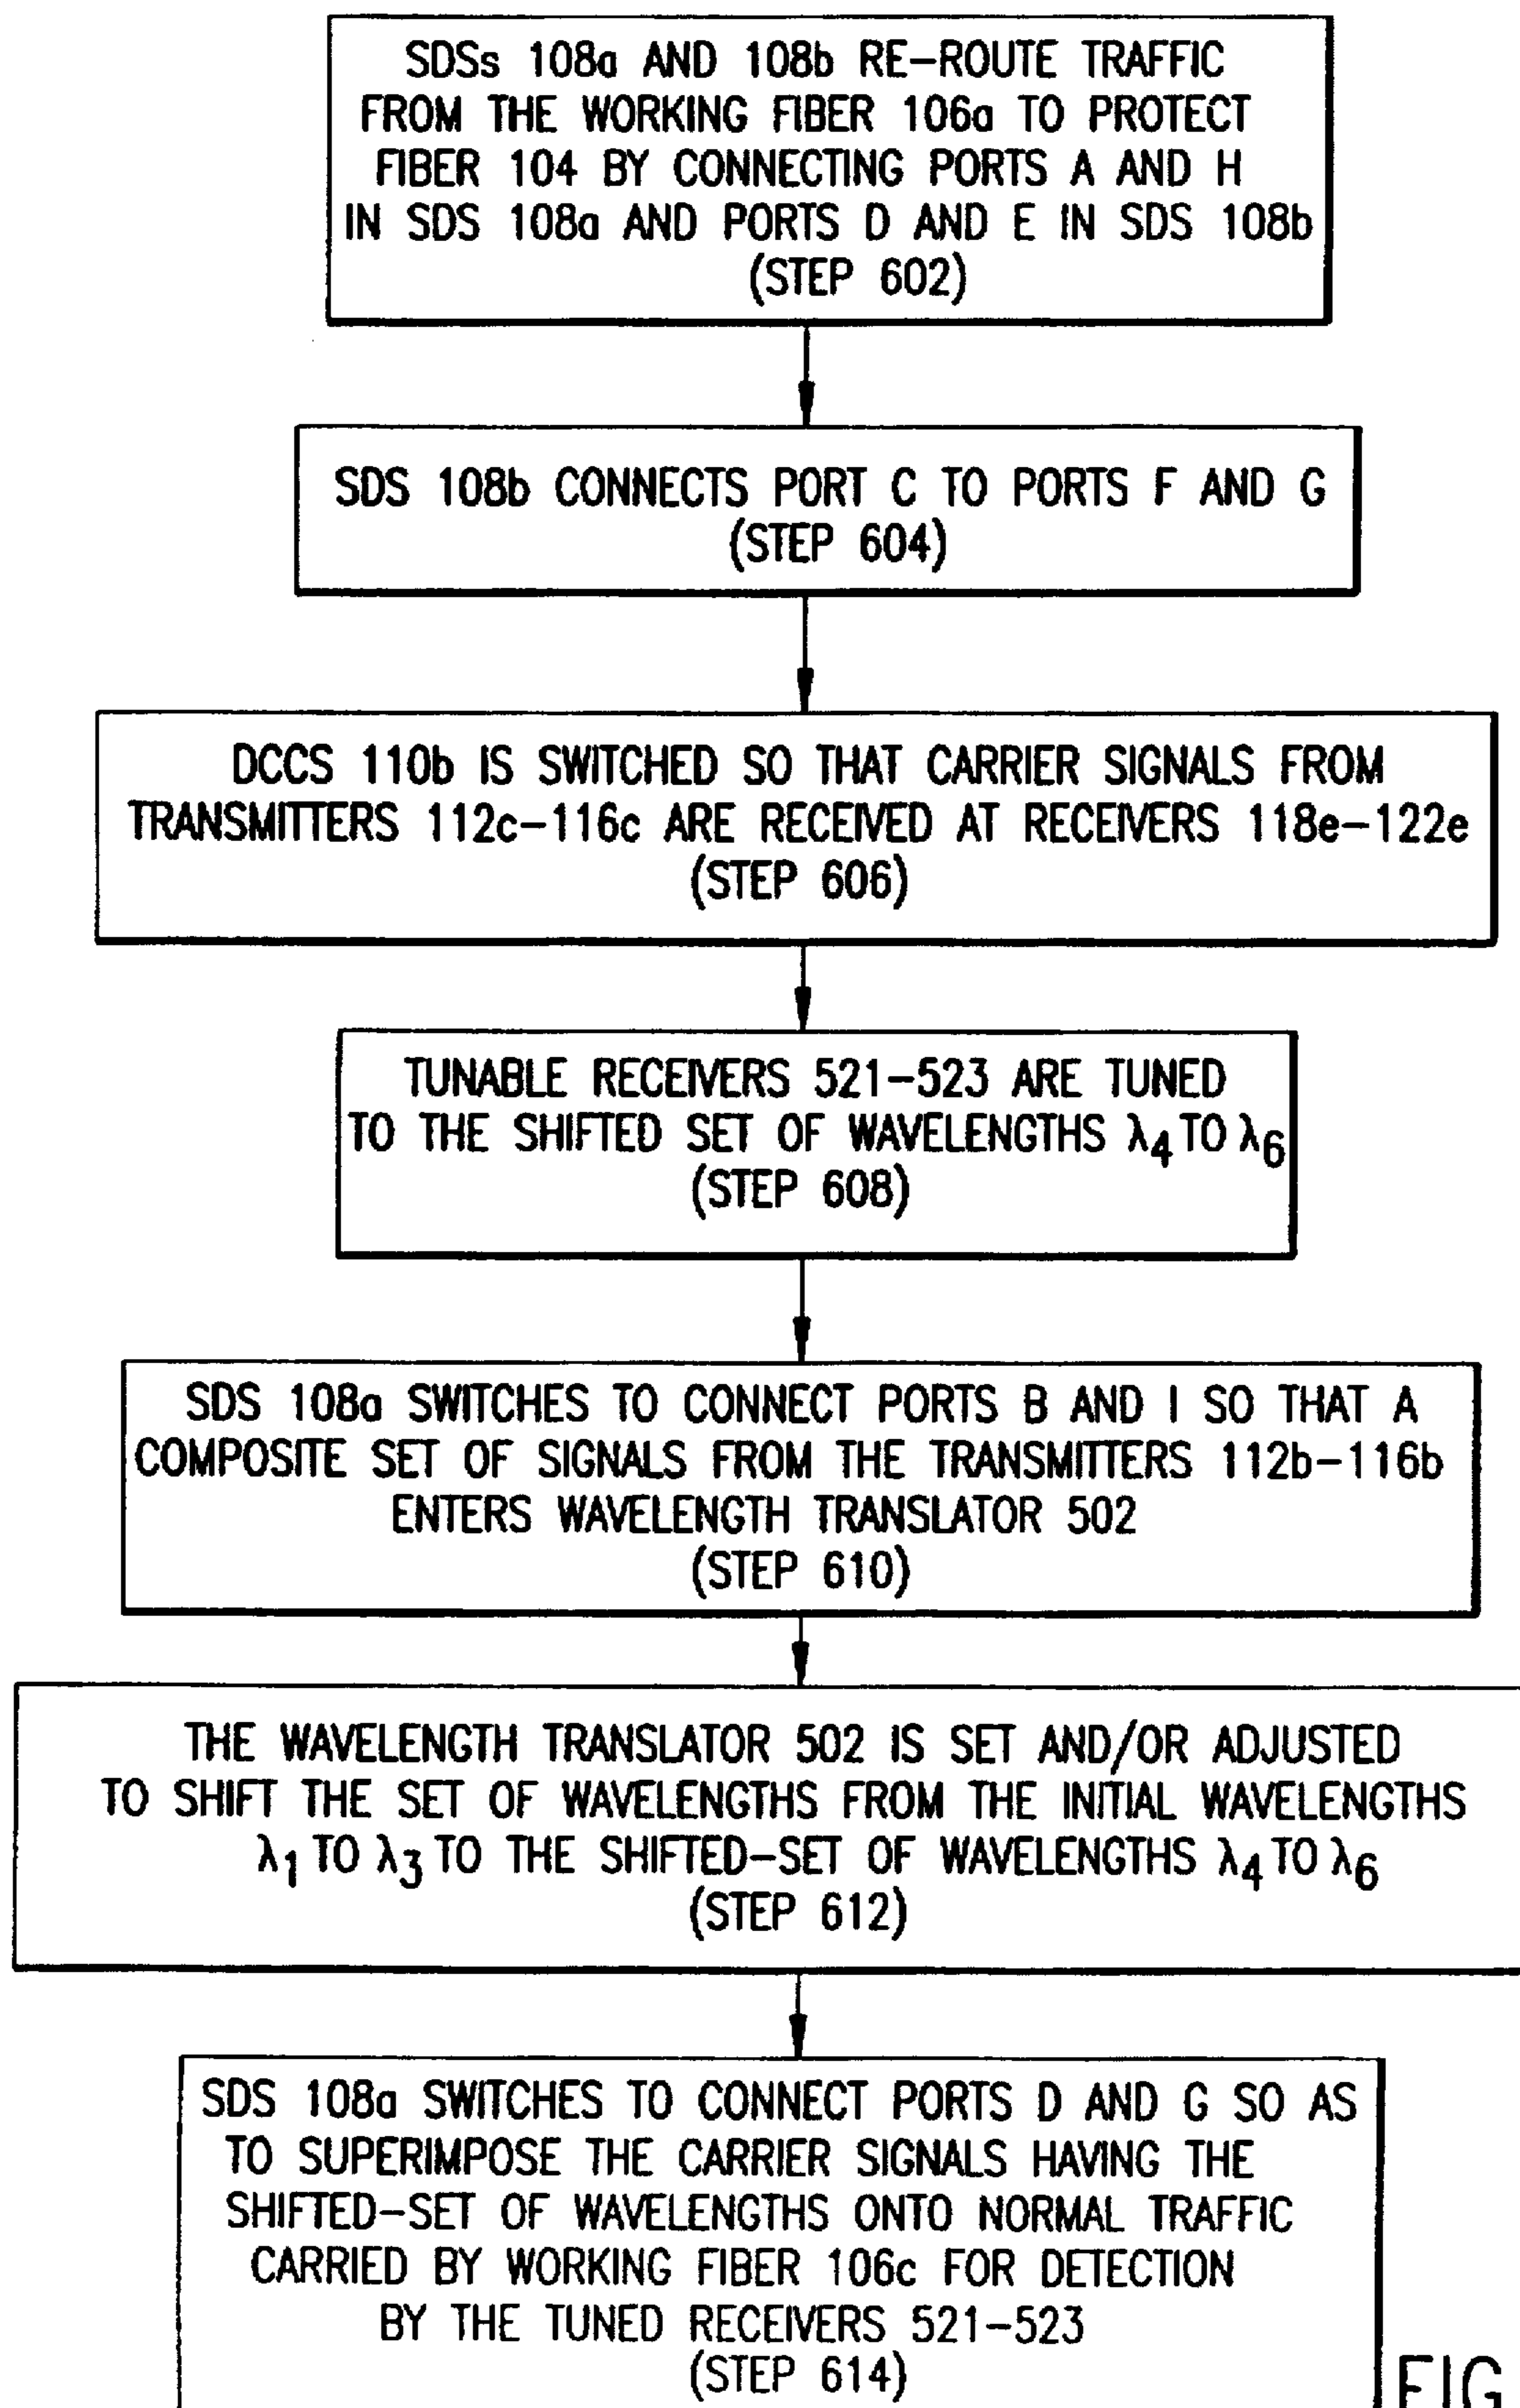 SDSs 108a AND 108b RE-ROUTE TRAFFIC
FROM THE WORKING FIBER 106a TO PROTECT
FIBER 104 BY CONNECTING PORTS A AND H
IN SDS 108a AND PORTS D AND E IN SDS 108b
(STEP 602)
SDS 108b CONNECTS PORT C TO PORTS F AND G
(STEP 604)
DCCS 110b IS SWITCHED SO THAT CARRIER SIGNALS FROM
TRANSMITTERS 112c-116c ARE RECEIVED AT RECEIVERS 118e-122e
(STEP 606)
TUNABLE RECEIVERS 521-523 ARE TUNED
TO THE SHIFTED SET OF WAVELENGTHS λ4 TO λ6
(STEP 608)
SDS 108a SWITCHES TO CONNECT PORTS B AND I SO THAT A
COMPOSITE SET OF SIGNALS FROM THE TRANSMITTERS 112b-116b
ENTERS WAVELENGTH TRANSLATOR 502
(STEP 610)
THE WAVELENGTH TRANSLATOR 502 IS SET AND/OR ADJUSTED
TO SHIFT THE SET OF WAVELENGTHS FROM THE INITIAL WAVELENGTHS
λ1 TO λ3 TO THE SHIFTED-SET OF WAVELENGTHS λ4 TO λ6
(STEP 612)
SDS 108a SWITCHES TO CONNECT PORTS D AND G SO AS
TO SUPERIMPOSE THE CARRIER SIGNALS HAVING THE
SHIFTED-SET OF WAVELENGTHS ONTO NORMAL TRAFFIC
CARRIED BY WORKING FIBER 106c FOR DETECTION
BY THE TUNED RECEIVERS 521-523
(STEP 614)
FIG